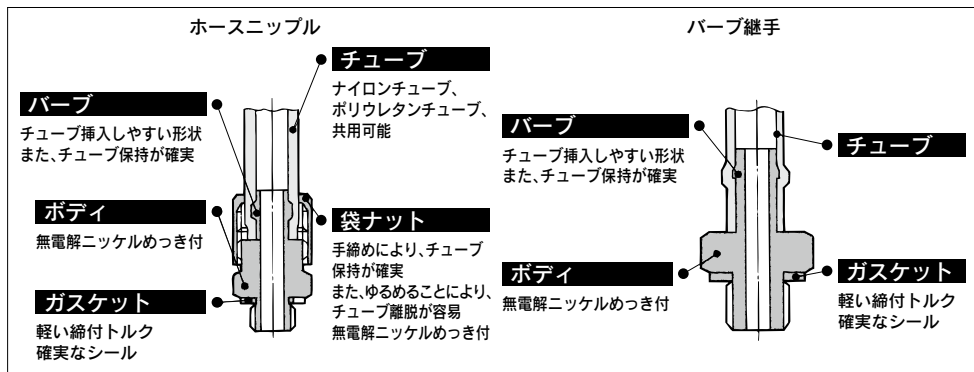 ホースニップル
チューブ
ナイロンチューブ、
ポリウレタンチューブ、
共用可能
バーブ
チューブ挿入しやすい形状
また、チューブ保持が確実
ボディ
無電解ニッケルめっき付
袋ナット
手締めにより、チューブ
保持が確実
また、ゆるめることにより、
チューブ離脱が容易
無電解ニッケルめっき付
ガスケット
軽い締付トルク
確実なシール
バーブ継手
バーブ
チューブ挿入しやすい形状
また、チューブ保持が確実
チューブ
ボディ
無電解ニッケルめっき付
ガスケット
軽い締付トルク
確実なシール